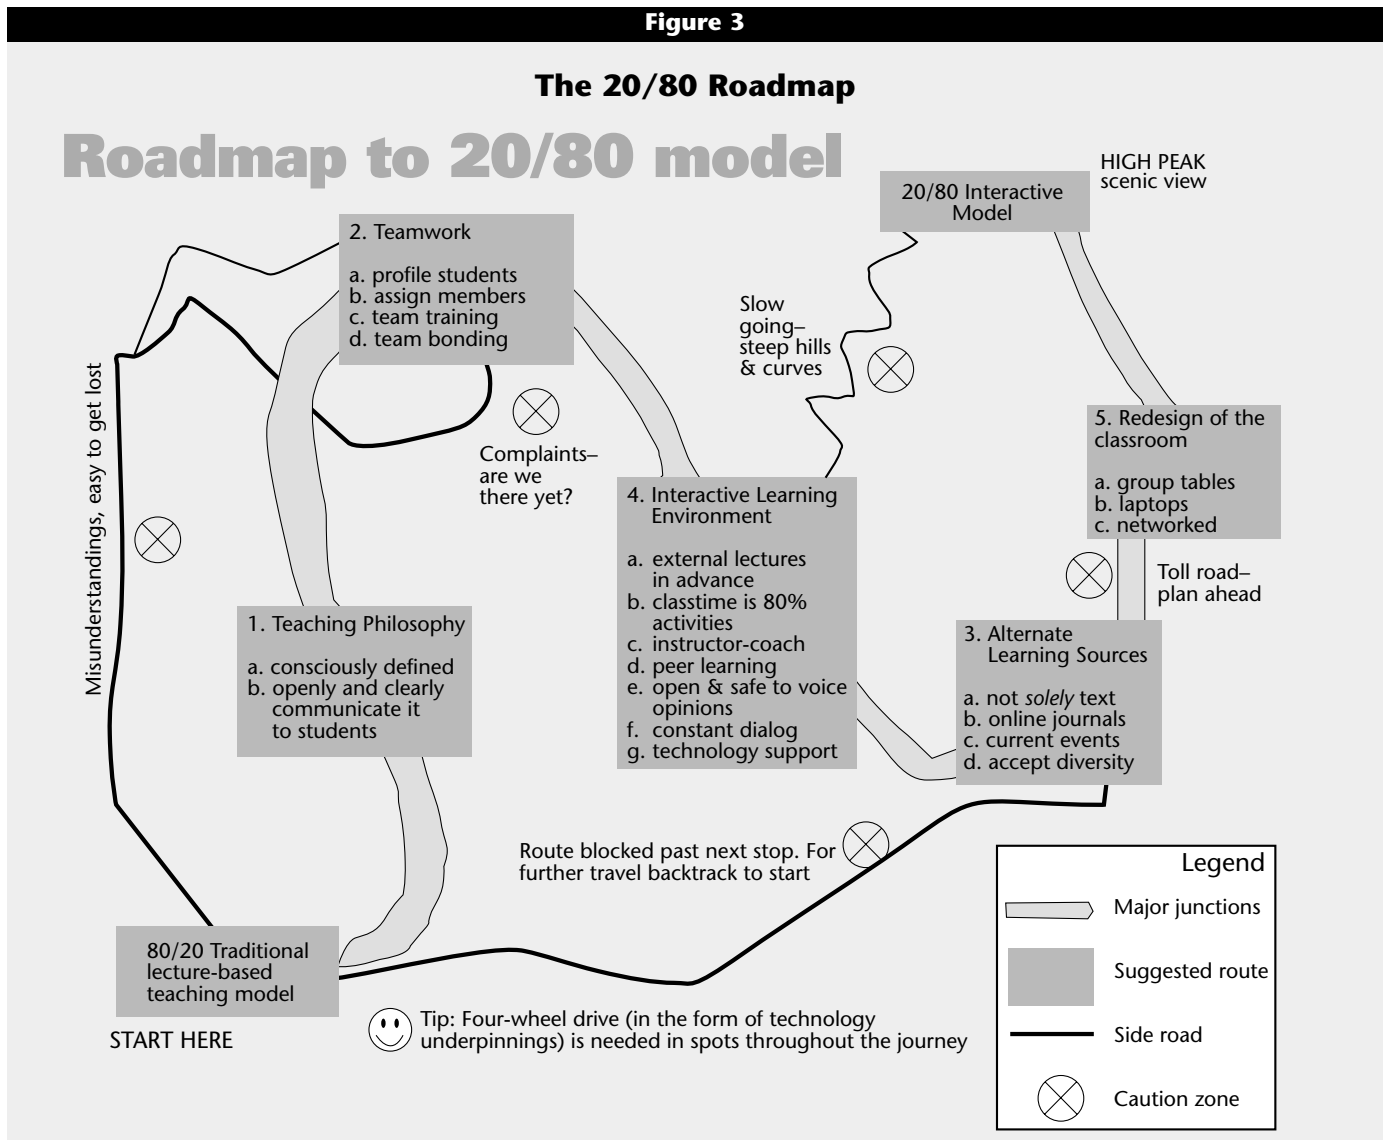 Figure 3
The 20/80 Roadmap
Roadmap to 20/80 model
HIGH PEAK
scenic view
20/80 Interactive
Model
2. Teamwork
a. profile students
b. assign members
c. team training
d. team bonding
Slow
going–
steep hills
& curves
Misunderstandings, easy to get lost
Complaints–
are we
there yet?
5. Redesign of the
classroom
a. group tables
b. laptops
c. networked
4. Interactive Learning
Environment
a. external lectures
in advance
b. classtime is 80%
activities
c. instructor-coach
d. peer learning
e. open & safe to voice
opinions
f. constant dialog
g. technology support
Toll road–
plan ahead
1. Teaching Philosophy
a. consciously defined
b. openly and clearly
communicate it
to students
3. Alternate
Learning Sources
a. not solely text
b. online journals
c. current events
d. accept diversity
Route blocked past next stop. For
further travel backtrack to start
80/20 Traditional
lecture-based
teaching model
START HERE
Tip: Four-wheel drive (in the form of technology
underpinnings) is needed in spots throughout the journey
Legend
Major junctions
Suggested route
Side road
Caution zone